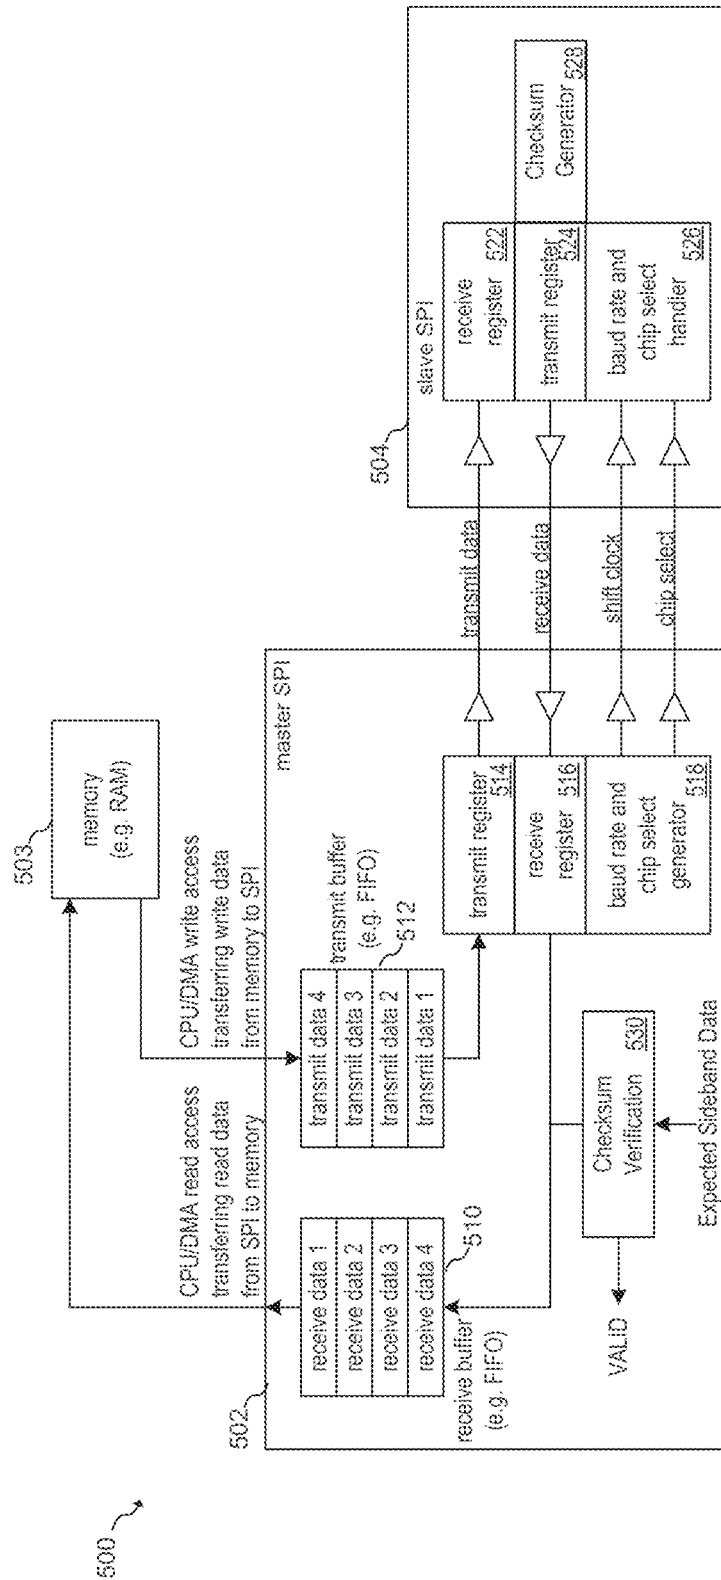 500
502
503
memory
(e.g. RAM)
CPU/DMA read access
transferring read data
from SPI to memory
CPU/DMA write access
transferring write data
from memory to SPI
master SPI
receive data 1
receive data 2
receive data 3
receive data 4
510
receive buffer
(e.g. FIFO)
transmit data 4
transmit data 3
transmit data 2
transmit data 1
transmit buffer
(e.g. FIFO)
512
transmit register
514
receive
register 516
baud rate and
chip select
generator 518
Checksum
Verification 530
VALID
Expected Sideband Data
transmit data
receive data
shift clock
chip select
504
slave SPI
receive
register 522
transmit register
524
baud rate and
chip select
handler 526
Checksum
Generator 528